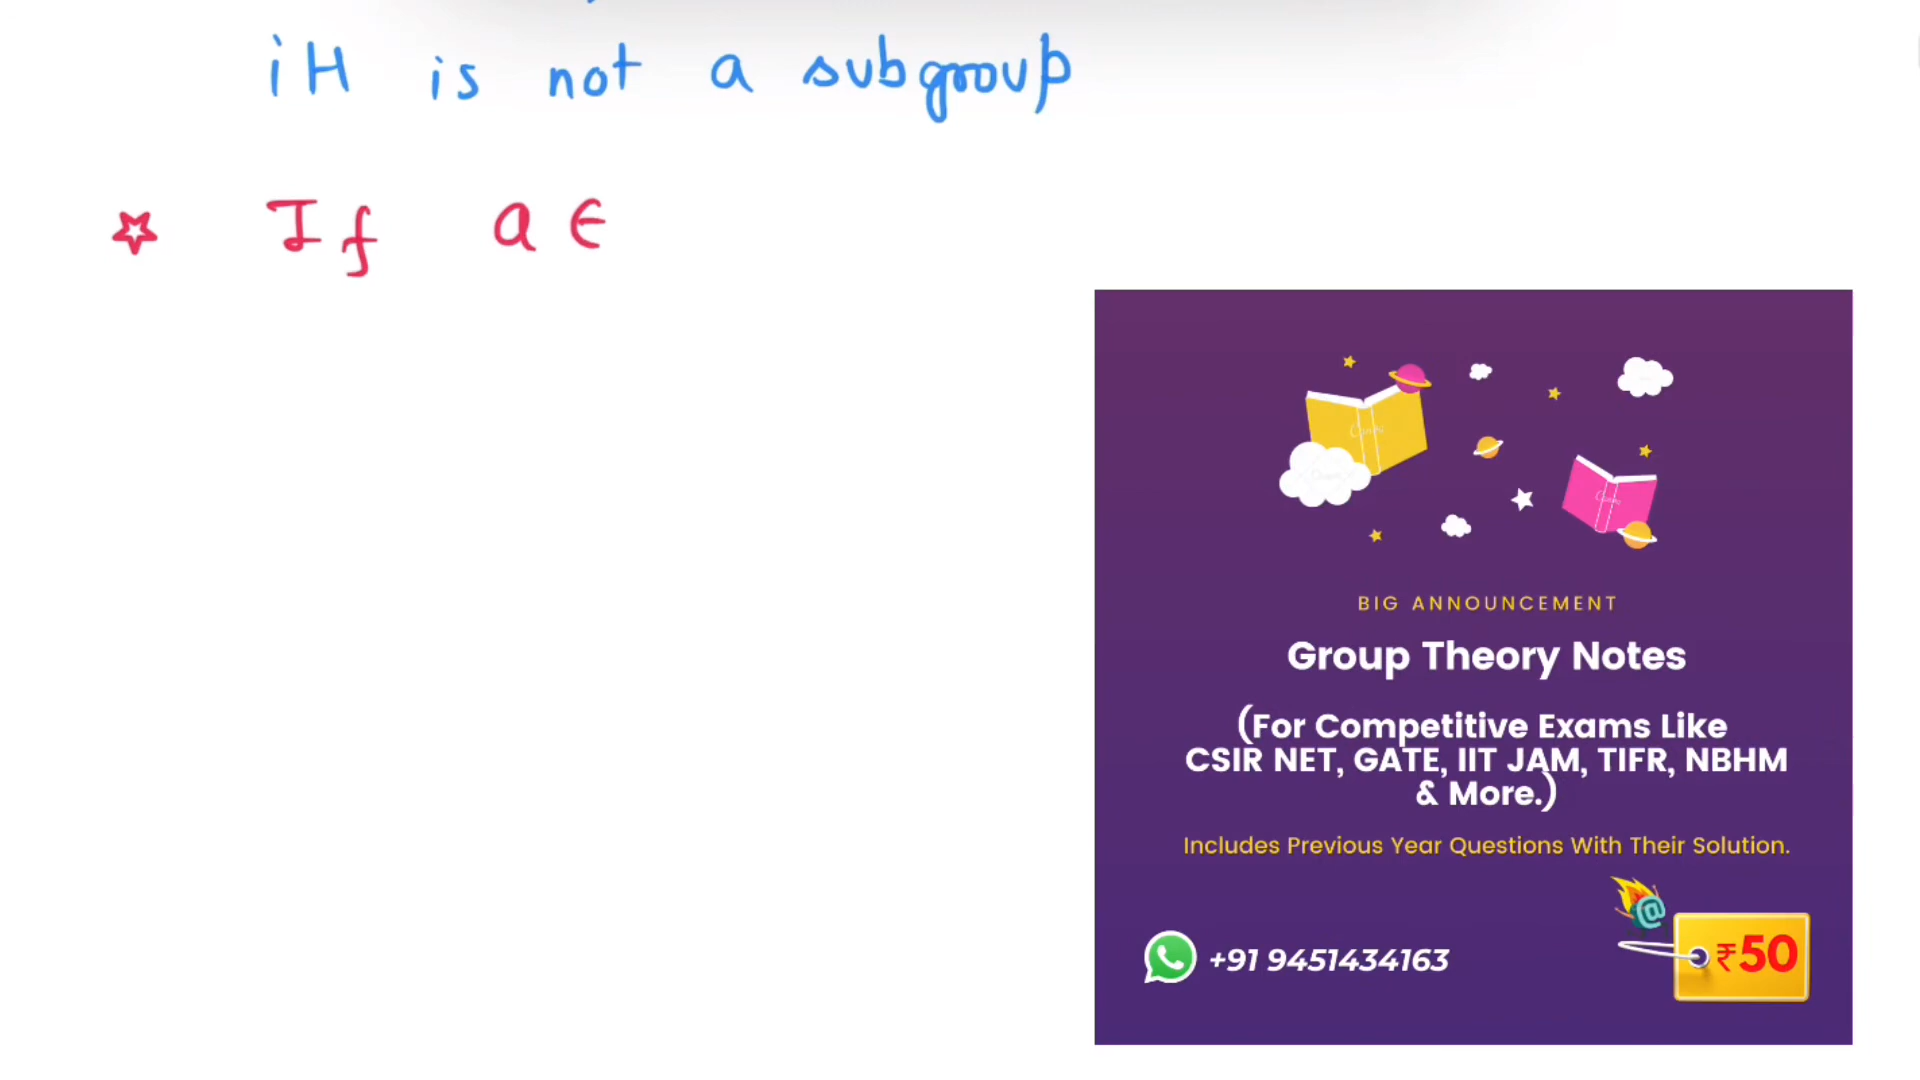 iH is not a subgroup
☆ If a ∈
BIG ANNOUNCEMENT
Group Theory Notes
(For Competitive Exams Like
CSIR NET, GATE, IIT JAM, TIFR, NBHM
& More.)
Includes Previous Year Questions With Their Solution.
@
+91 9451434163
₹50